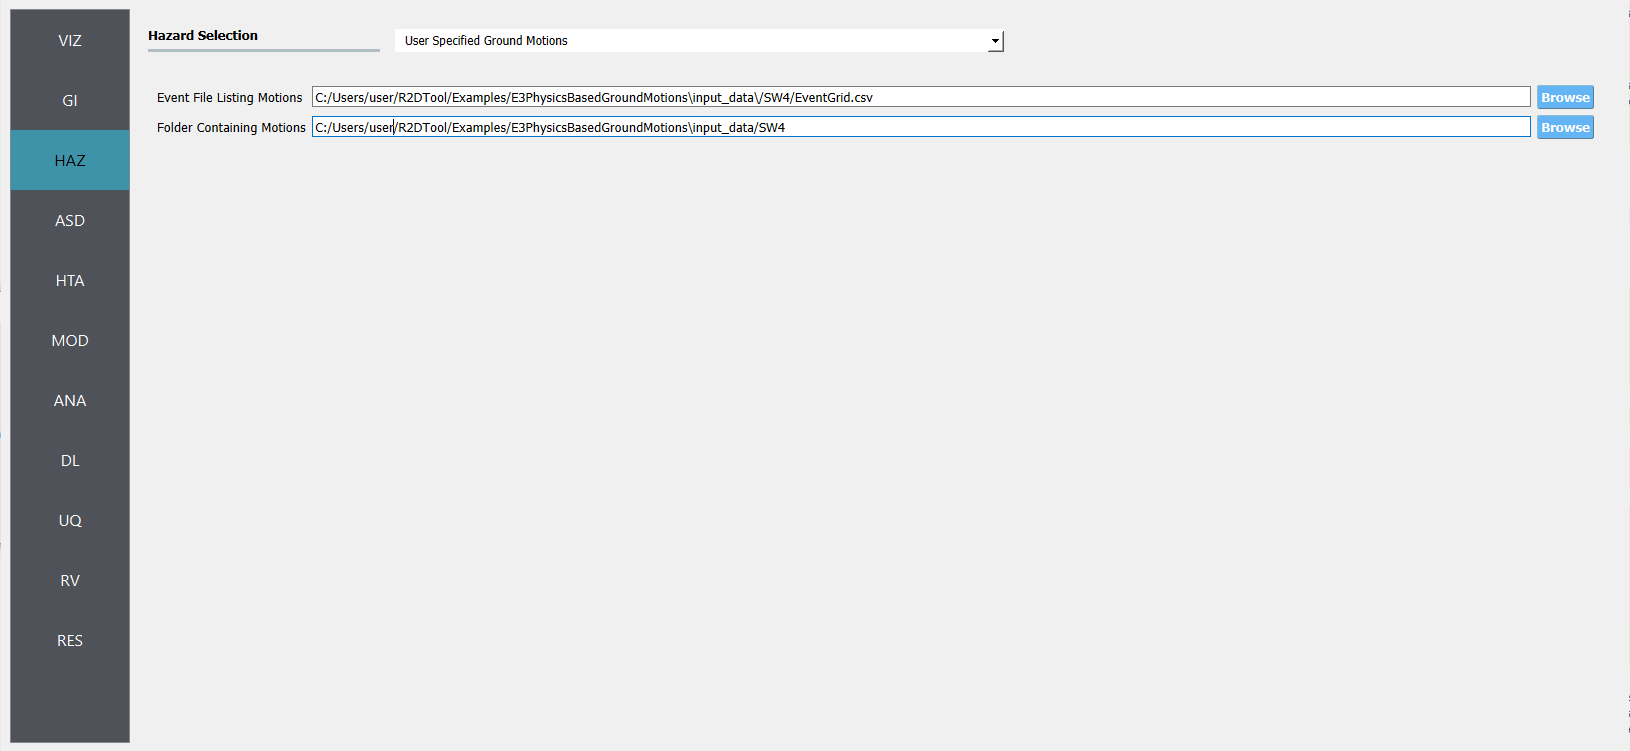 VIZ
GI
HAZ
ASD
HTA
MOD
ANA
DL
UQ
RV
RES
Hazard Selection
User Specified Ground Motions
Event File Listing Motions C:/Users/user/R2DTool/Examples/E3PhysicsBasedGroundMotions\input_data\/SW4/EventGrid.csv Browse
Folder Containing Motions C:/Users/user/R2DTool/Examples/E3PhysicsBasedGroundMotions\input_data/SW4 Browse